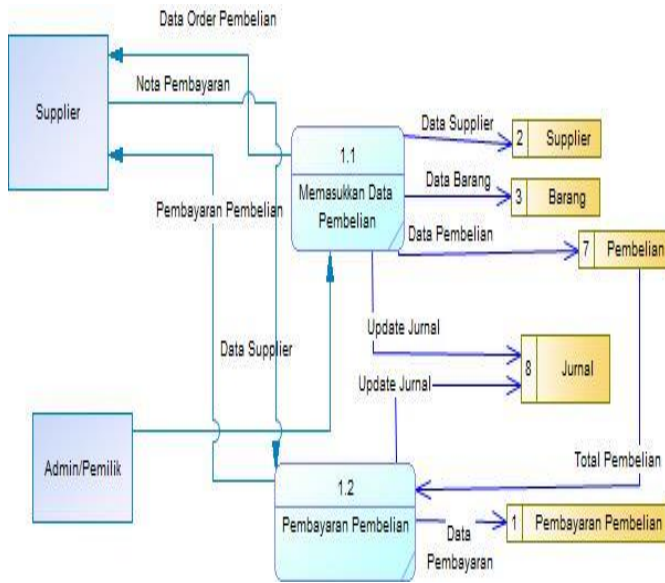 Data Order Pembelian
Nota Pembayaran
Supplier
Data Supplier
2 Supplier
1.1
Memasukkan Data
Pembelian
Data Barang
3 Barang
Pembayaran Pembelian
Data Pembelian
7 Pembelian
Update Jurnal
Data Supplier
8 Jurnal
Update Jurnal
Admin/Pemilik
Total Pembelian
1.2
Pembayaran Pembelian
Data
Pembayaran
1 Pembayaran Pembelian